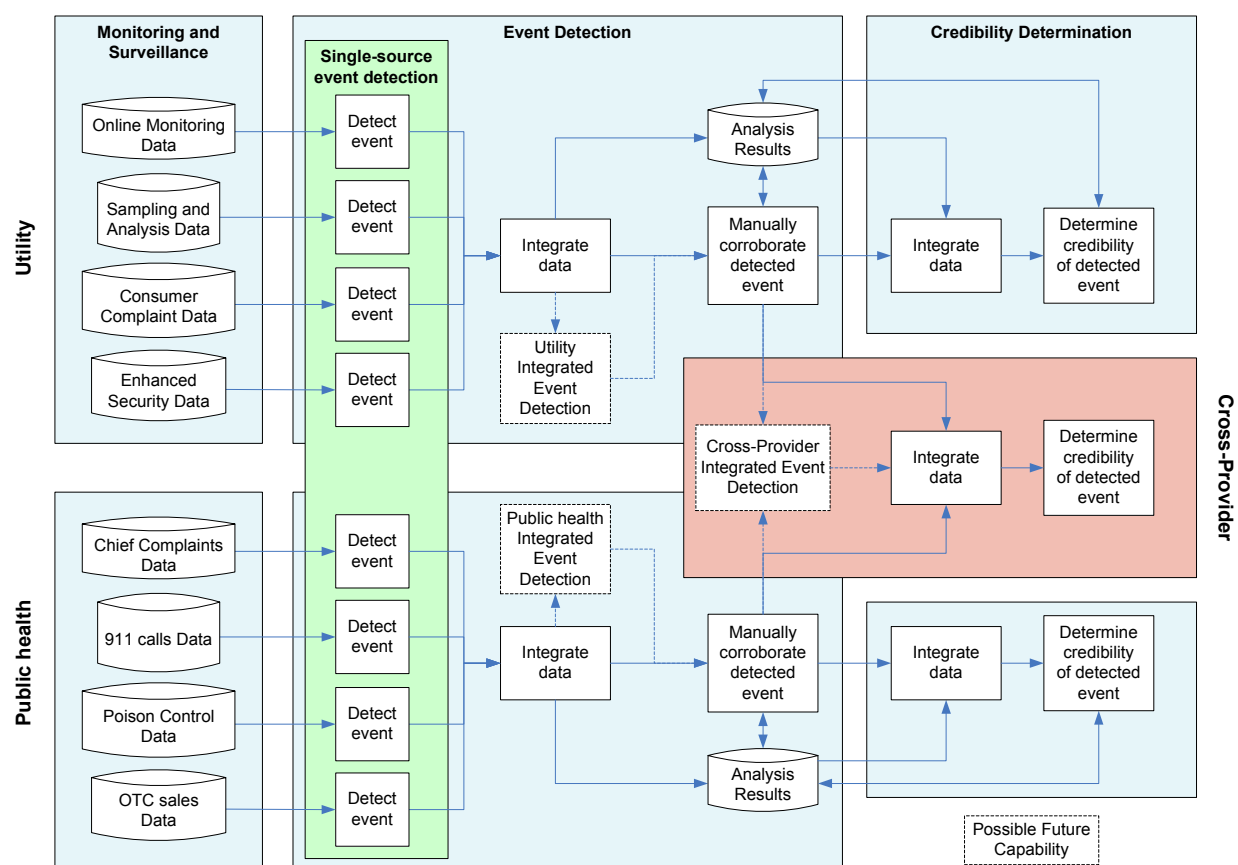 Monitoring and
Surveillance
Event Detection
Credibility Determination
Single-source
event detection
Utility
Online Monitoring
Data
Detect
event
Sampling and
Analysis Data
Detect
event
Consumer
Complaint Data
Detect
event
Enhanced
Security Data
Detect
event
Integrate
data
Utility
Integrated
Event
Detection
Analysis
Results
Manually
corroborate
detected
event
Integrate
data
Determine
credibility
of detected
event
Cross-Provider
Cross-Provider
Integrated Event
Detection
Integrate
data
Determine
credibility
of detected
event
Public health
Chief Complaints
Data
Detect
event
911 calls Data
Detect
event
Poison Control
Data
Detect
event
OTC sales
Data
Detect
event
Public health
Integrated
Event
Detection
Integrate
data
Manually
corroborate
detected
event
Analysis
Results
Integrate
data
Determine
credibility
of detected
event
Possible Future
Capability